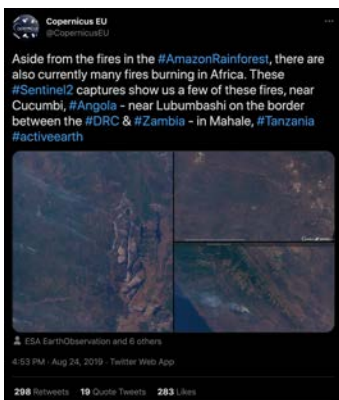 Copernicus EU
@CopernicusEU
Aside from the fires in the #AmazonRainforest, there are
also currently many fires burning in Africa. These
#Sentinel2 captures show us a few of these fires, near
Cucumbi, #Angola - near Lubumbashi on the border
between the #DRC & #Zambia - in Mahale, #Tanzania
#activeearth
ESA EarthObservation and 6 others
4:53 PM · Aug 24, 2019 · Twitter Web App
298 Retweets 19 Quote Tweets 283 Likes